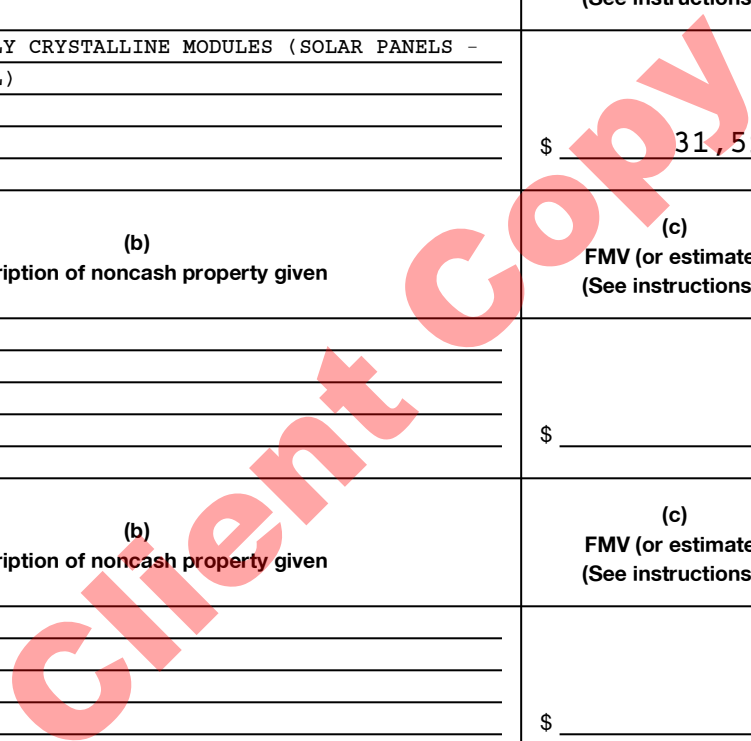 (See instructions
LY CRYSTALLINE MODULES (SOLAR PANELS -
)
$ 31,5
(b)
ription of noncash property given
(c)
FMV (or estimate
(See instructions
$
(b)
ription of noncash property given
(c)
FMV (or estimate
(See instructions
$
Client Copy